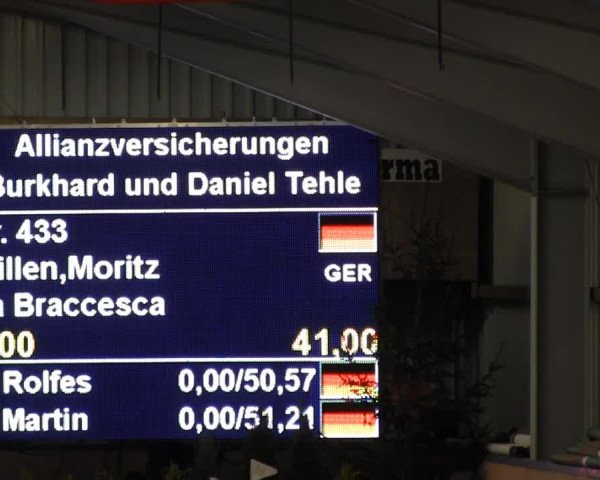 Allianzversicherungen
Burkhard und Daniel Tehle
rma
. 433
illen,Moritz
GER
a Braccesca
00 41,00
Rolfes 0,00/50,57
Martin 0,00/51,21